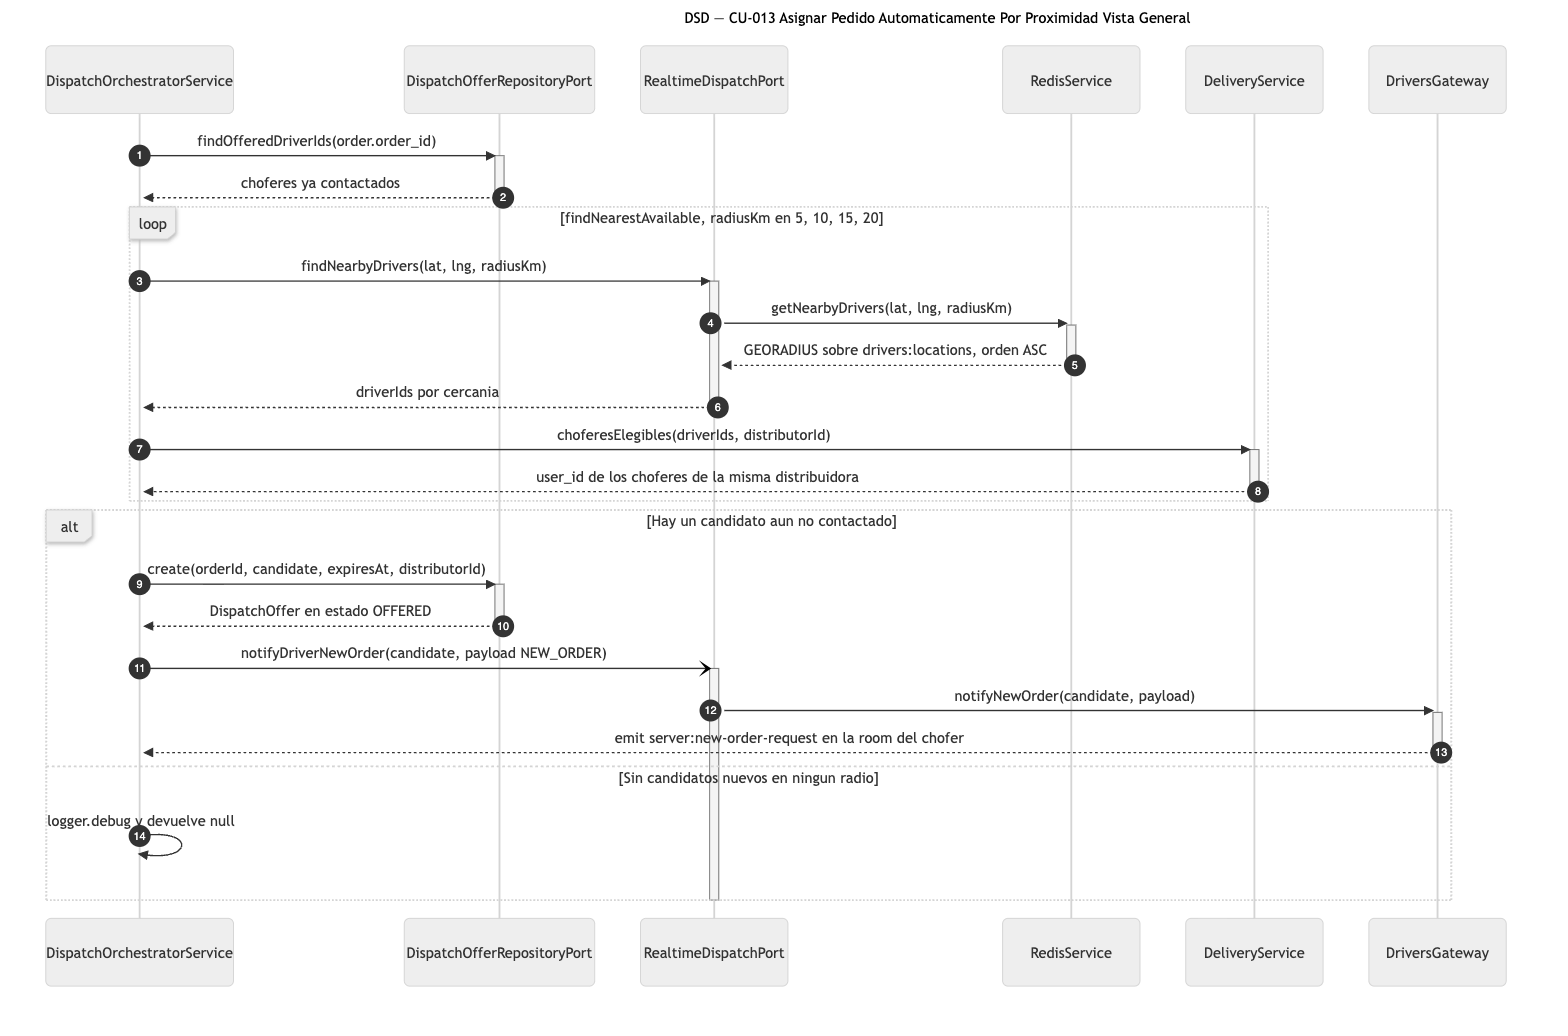 DSD — CU-013 Asignar Pedido Automaticamente Por Proximidad Vista General
DispatchOrchestratorService
DispatchOfferRepositoryPort
RealtimeDispatchPort
RedisService
DeliveryService
DriversGateway
findOfferedDriverIds(order.order_id)
1
choferes ya contactados
2
loop
[findNearestAvailable, radiusKm en 5, 10, 15, 20]
findNearbyDrivers(lat, lng, radiusKm)
3
getNearbyDrivers(lat, lng, radiusKm)
4
GEORADIUS sobre drivers:locations, orden ASC
5
driverIds por cercania
6
choferesElegibles(driverIds, distributorId)
7
user_id de los choferes de la misma distribuidora
8
alt
[Hay un candidato aun no contactado]
create(orderId, candidate, expiresAt, distributorId)
9
DispatchOffer en estado OFFERED
10
notifyDriverNewOrder(candidate, payload NEW_ORDER)
11
notifyNewOrder(candidate, payload)
12
emit server:new-order-request en la room del chofer
13
[Sin candidatos nuevos en ningun radio]
logger.debug y devuelve null
14
DispatchOrchestratorService
DispatchOfferRepositoryPort
RealtimeDispatchPort
RedisService
DeliveryService
DriversGateway